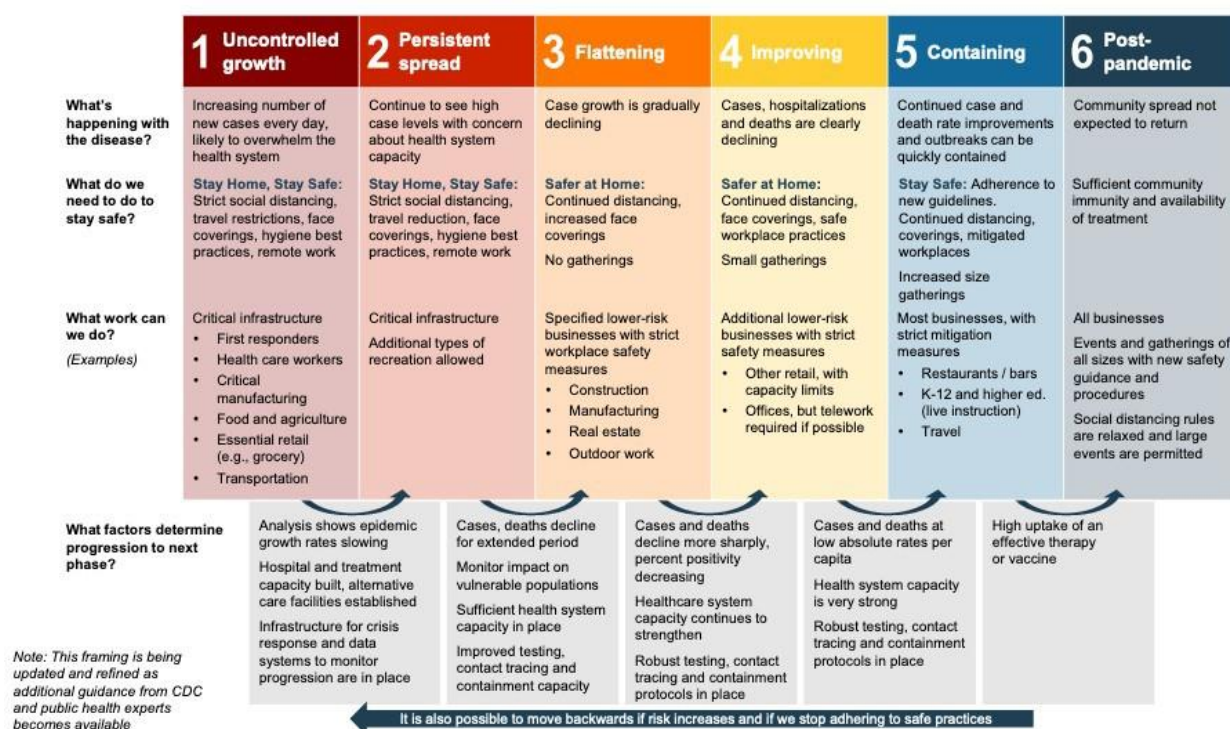 1 Uncontrolled
growth
2 Persistent
spread
3 Flattening
4 Improving
5 Containing
6 Post-
pandemic
What's
happening with
the disease?
Increasing number of
new cases every day,
likely to overwhelm the
health system
Continue to see high
case levels with concern
about health system
capacity
Case growth is gradually
declining
Cases, hospitalizations
and deaths are clearly
declining
Continued case and
death rate improvements
and outbreaks can be
quickly contained
Community spread not
expected to return
What do we
need to do to
stay safe?
Stay Home, Stay Safe:
Strict social distancing,
travel restrictions, face
coverings, hygiene best
practices, remote work
Stay Home, Stay Safe:
Strict social distancing,
travel reduction, face
coverings, hygiene best
practices, remote work
Safer at Home:
Continued distancing,
increased face
coverings
No gatherings
Safer at Home:
Continued distancing,
face coverings, safe
workplace practices
Small gatherings
Stay Safe: Adherence to
new guidelines.
Continued distancing,
coverings, mitigated
workplaces
Increased size
gatherings
Sufficient community
immunity and availability
of treatment
What work can
we do?
(Examples)
Critical infrastructure
• First responders
• Health care workers
• Critical
manufacturing
• Food and agriculture
• Essential retail
(e.g., grocery)
• Transportation
Critical infrastructure
Additional types of
recreation allowed
Specified lower-risk
businesses with strict
workplace safety
measures
• Construction
• Manufacturing
• Real estate
• Outdoor work
Additional lower-risk
businesses with strict
safety measures
• Other retail, with
capacity limits
• Offices, but telework
required if possible
Most businesses, with
strict mitigation
measures
• Restaurants / bars
• K-12 and higher ed.
(live instruction)
• Travel
All businesses
Events and gatherings of
all sizes with new safety
guidance and
procedures
Social distancing rules
are relaxed and large
events are permitted
What factors determine
progression to next
phase?
Analysis shows epidemic
growth rates slowing
Hospital and treatment
capacity built, alternative
care facilities established
Infrastructure for crisis
response and data
systems to monitor
progression are in place
Cases, deaths decline
for extended period
Monitor impact on
vulnerable populations
Sufficient health system
capacity in place
Improved testing,
contact tracing and
containment capacity
Cases and deaths
decline more sharply,
percent positivity
decreasing
Healthcare system
capacity continues to
strengthen
Robust testing, contact
tracing and containment
protocols in place
Cases and deaths at
low absolute rates per
capita
Health system capacity
is very strong
Robust testing, contact
tracing and containment
protocols in place
High uptake of an
effective therapy
or vaccine
Note: This framing is being
updated and refined as
additional guidance from CDC
and public health experts
becomes available
It is also possible to move backwards if risk increases and if we stop adhering to safe practices